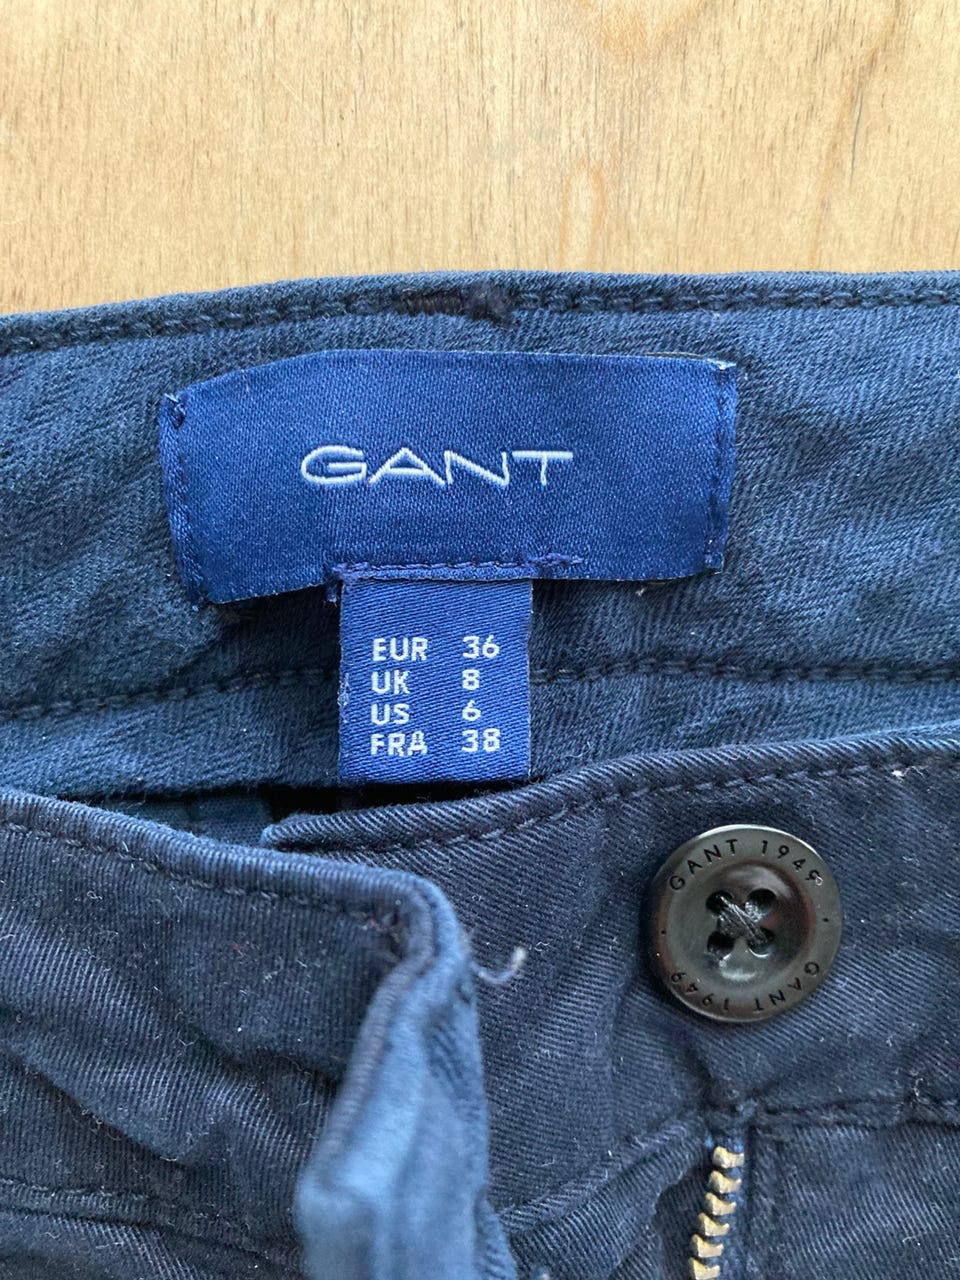 GANT
EUR 36
UK 8
US 6
FRA 38
GANT 1949
GANT 1949